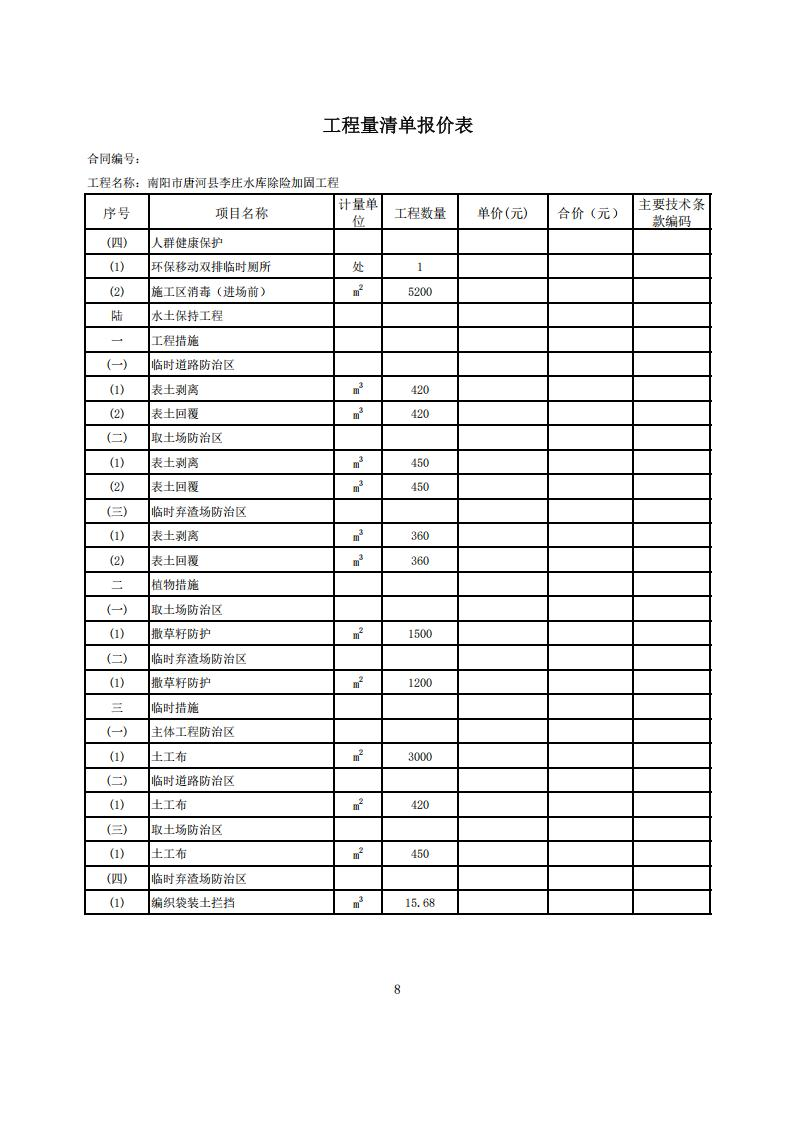 工程量清单报价表
合同编号:
工程名称: 南阳市唐河县李庄水库除险加固工程
序号 项目名称 计量单位 工程数量 单价(元) 合价（元） 主要技术条款编码
(四) 人群健康保护
(1) 环保移动双排临时厕所 处 1
(2) 施工区消毒（进场前） m² 5200
陆 水土保持工程
一 工程措施
(一) 临时道路防治区
(1) 表土剥离 m³ 420
(2) 表土回覆 m³ 420
(二) 取土场防治区
(1) 表土剥离 m³ 450
(2) 表土回覆 m³ 450
(三) 临时弃渣场防治区
(1) 表土剥离 m³ 360
(2) 表土回覆 m³ 360
二 植物措施
(一) 取土场防治区
(1) 撒草籽防护 m² 1500
(二) 临时弃渣场防治区
(1) 撒草籽防护 m² 1200
三 临时措施
(一) 主体工程防治区
(1) 土工布 m² 3000
(二) 临时道路防治区
(1) 土工布 m² 420
(三) 取土场防治区
(1) 土工布 m² 450
(四) 临时弃渣场防治区
(1) 编织袋装土拦挡 m³ 15.68
8